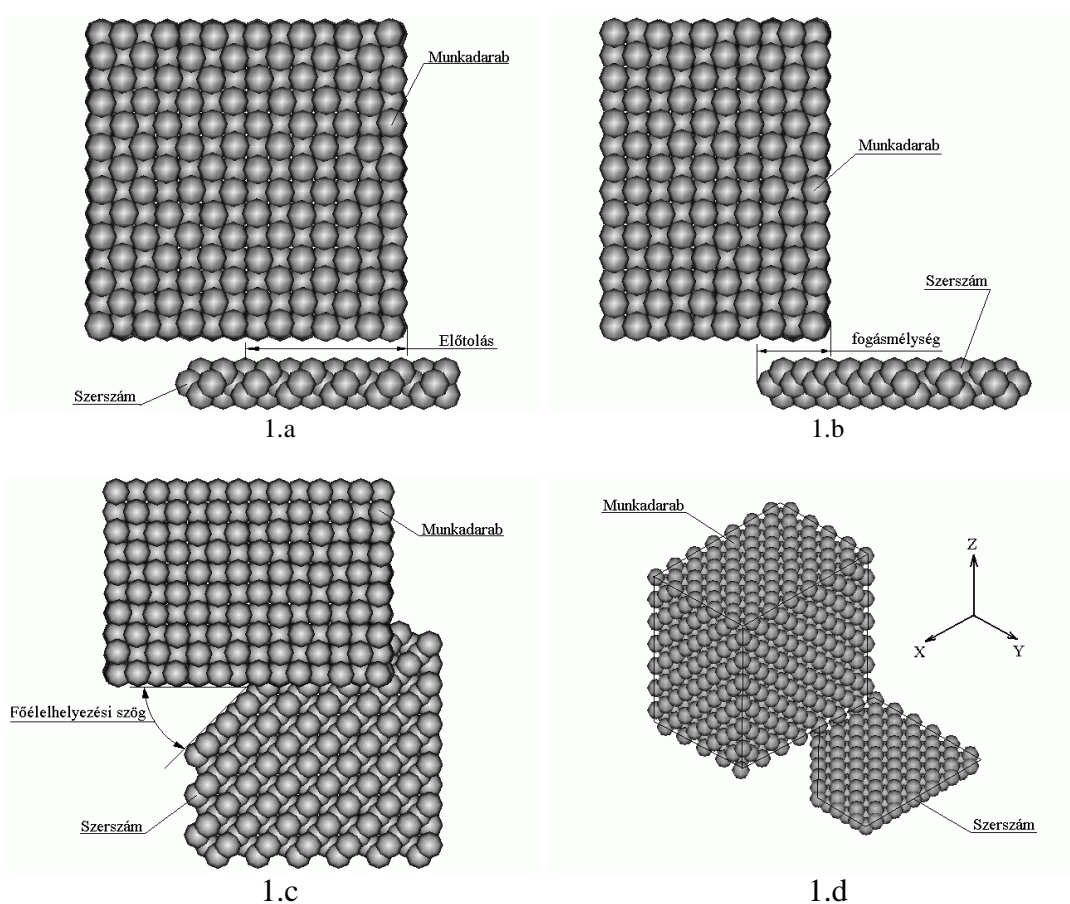 Munkadarab
Előtolás
Szerszám
1.a
Munkadarab
Szerszám
fogásmélység
1.b
Munkadarab
Főélelhelyezési szög
Szerszám
1.c
Munkadarab
Z
X
Y
Szerszám
1.d